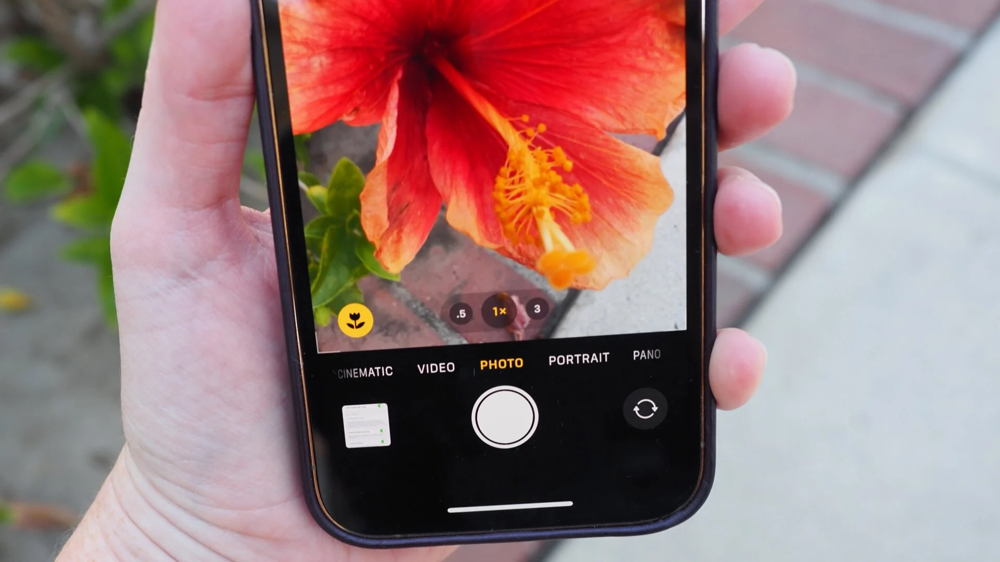 .5 1× 3
CINEMATIC VIDEO PHOTO PORTRAIT PANO